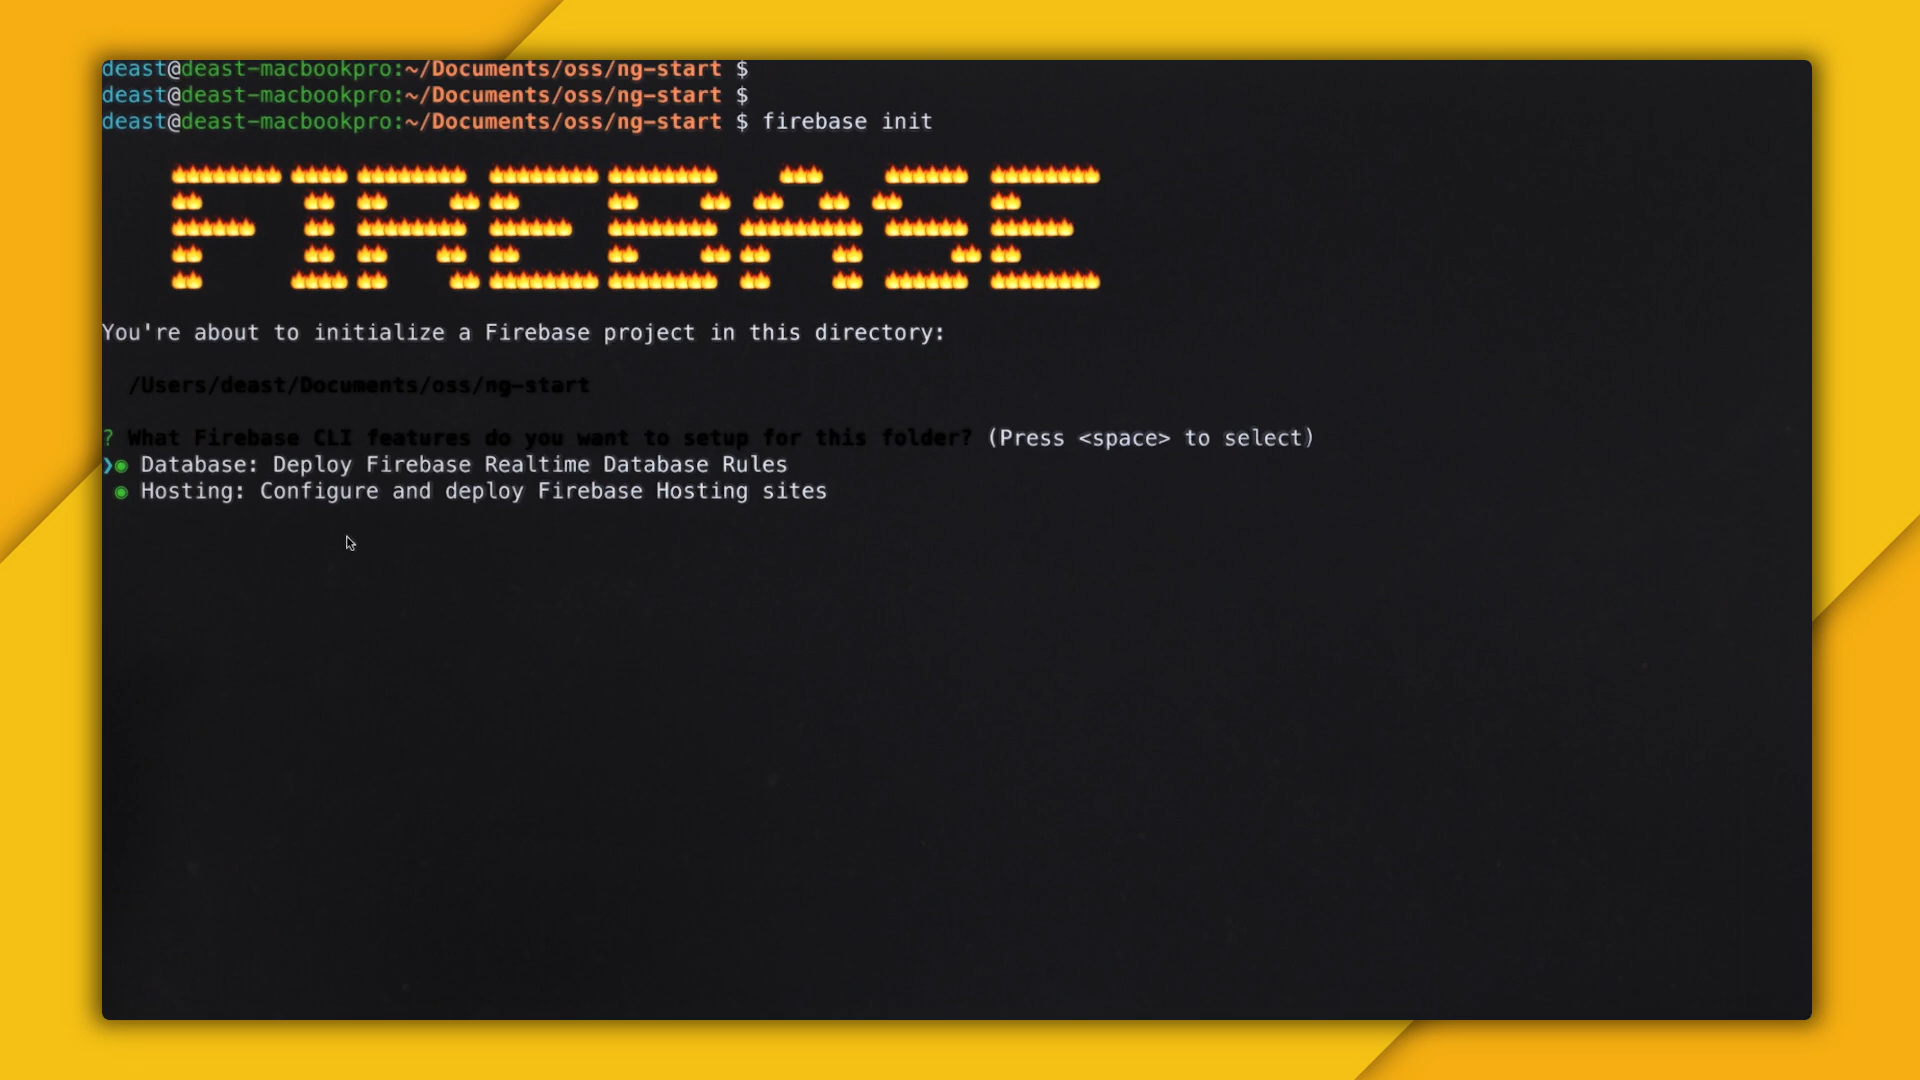 deast@deast-macbookpro:~/Documents/oss/ng-start $
deast@deast-macbookpro:~/Documents/oss/ng-start $
deast@deast-macbookpro:~/Documents/oss/ng-start $ firebase init
FIREBASE
You're about to initialize a Firebase project in this directory:
/Users/deast/Documents/oss/ng-start
? What Firebase CLI features do you want to setup for this folder? (Press <space> to select)
❯◉ Database: Deploy Firebase Realtime Database Rules
◉ Hosting: Configure and deploy Firebase Hosting sites